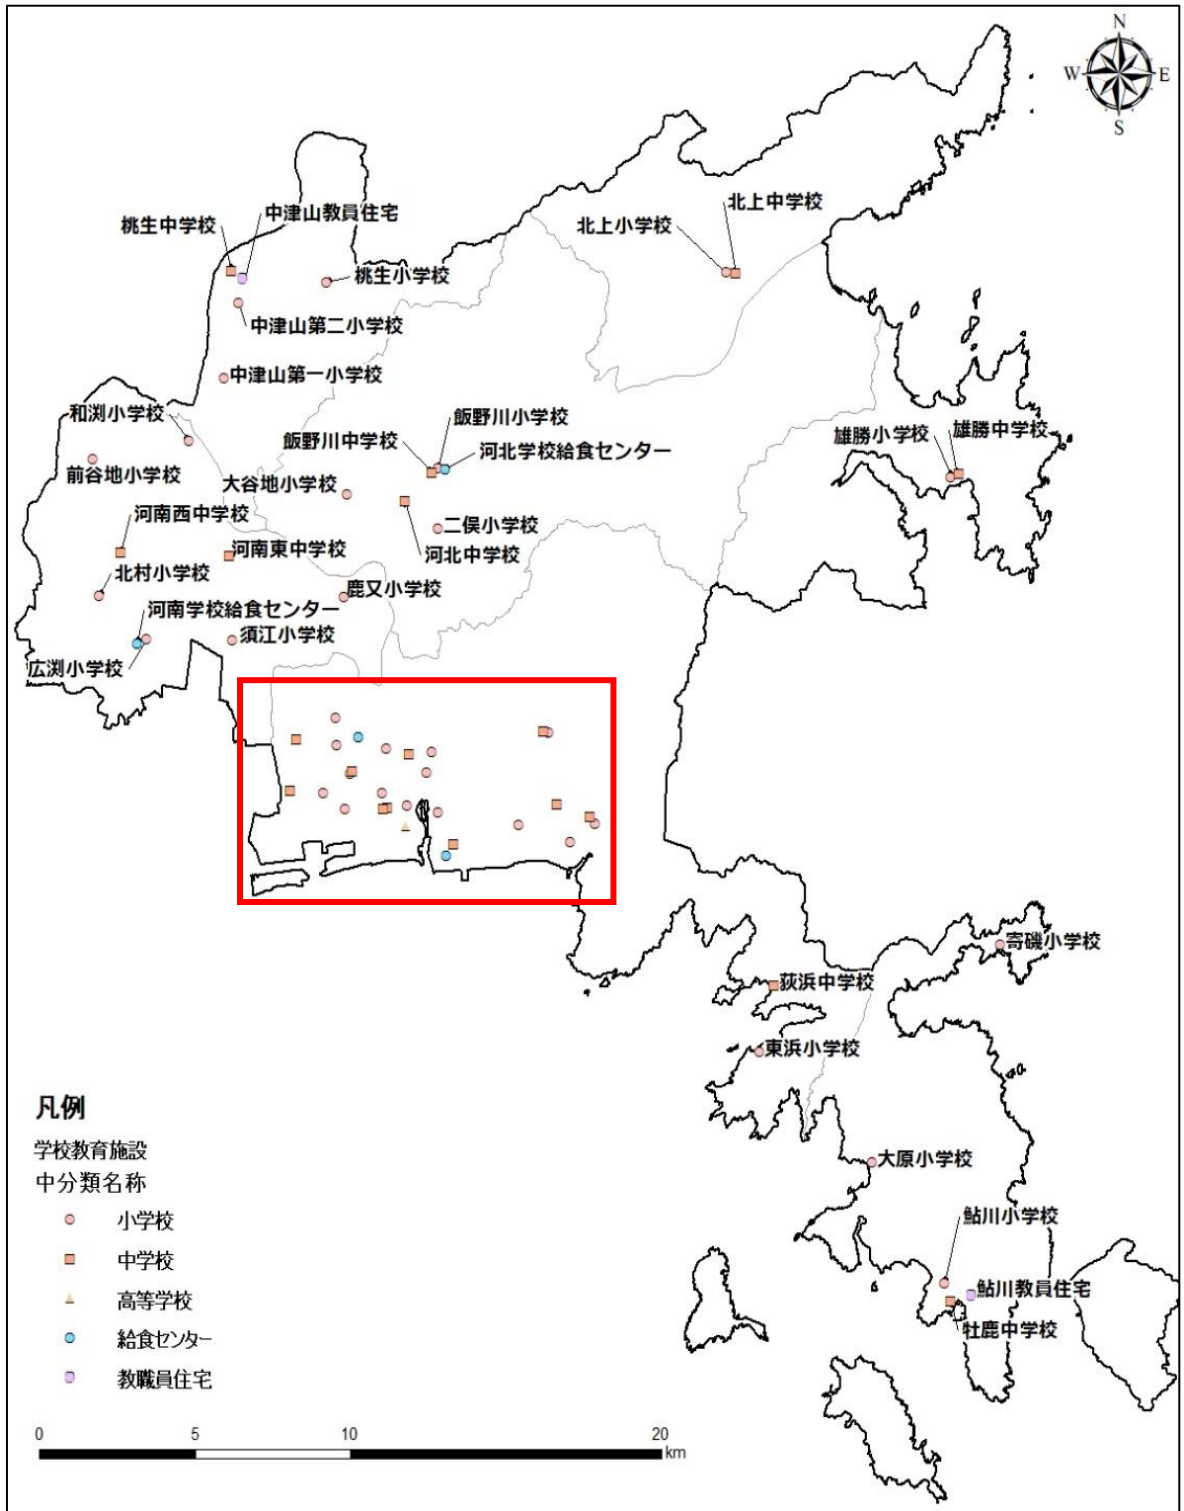 N
W
E
S
北上中学校
北上小学校
中津山教員住宅
桃生中学校
桃生小学校
中津山第二小学校
中津山第一小学校
和渕小学校
飯野川小学校
飯野川中学校
河北学校給食センター
雄勝小学校
雄勝中学校
前谷地小学校
大谷地小学校
河南西中学校
二俣小学校
河南東中学校
河北中学校
北村小学校
鹿又小学校
河南学校給食センター
須江小学校
広渕小学校
寄磯小学校
荻浜中学校
東浜小学校
大原小学校
鮎川小学校
鮎川教員住宅
牡鹿中学校
凡例
学校教育施設
中分類名称
小学校
中学校
高等学校
給食センター
教職員住宅
0 5 10 20
km